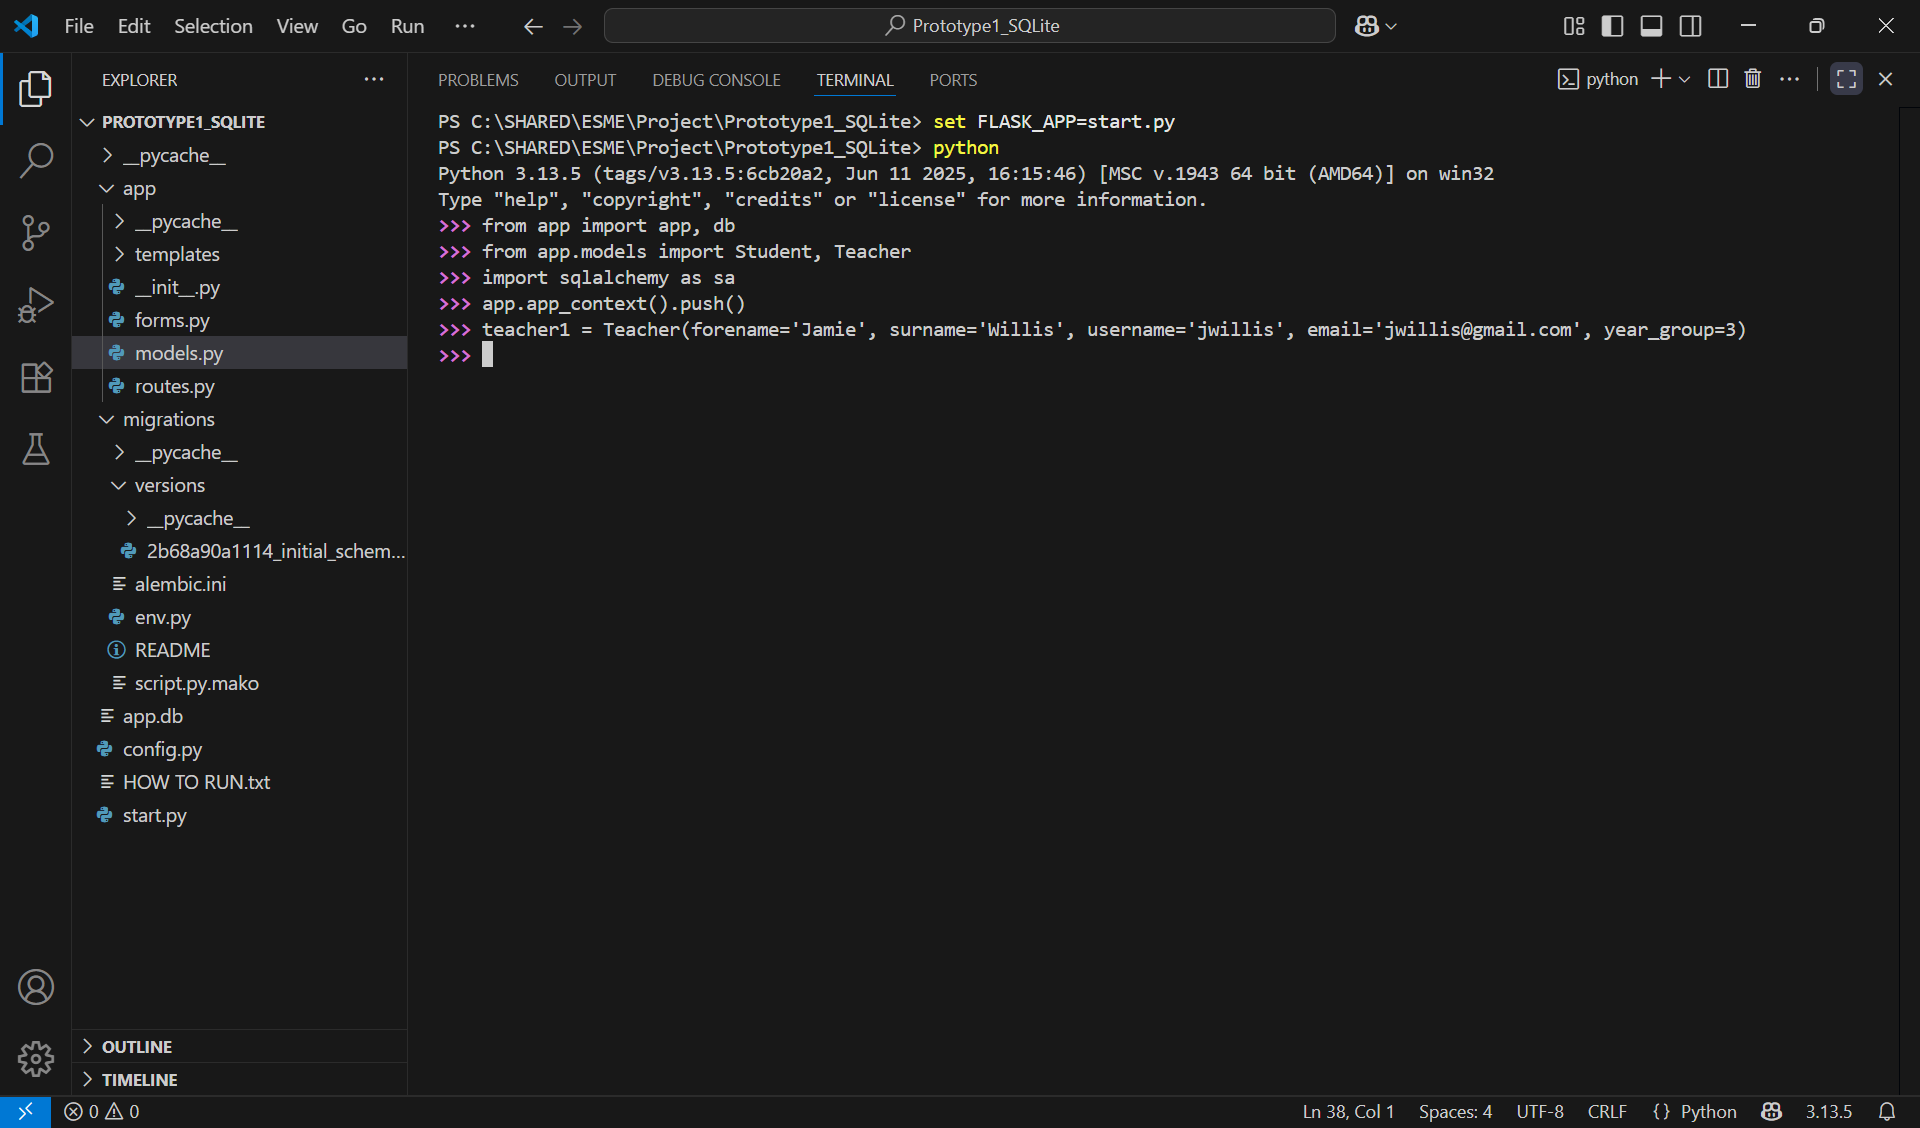 File Edit Selection View Go Run ··· Prototype1_SQLite
EXPLORER ···
PROTOTYPE1_SQLITE
__pycache__
app
__pycache__
templates
__init__.py
forms.py
models.py
routes.py
migrations
__pycache__
versions
__pycache__
2b68a90a1114_initial_schem...
alembic.ini
env.py
README
script.py.mako
app.db
config.py
HOW TO RUN.txt
start.py
OUTLINE
TIMELINE
PROBLEMS OUTPUT DEBUG CONSOLE TERMINAL PORTS python
PS C:\SHARED\ESME\Project\Prototype1_SQLite> set FLASK_APP=start.py
PS C:\SHARED\ESME\Project\Prototype1_SQLite> python
Python 3.13.5 (tags/v3.13.5:6cb20a2, Jun 11 2025, 16:15:46) [MSC v.1943 64 bit (AMD64)] on win32
Type "help", "copyright", "credits" or "license" for more information.
>>> from app import app, db
>>> from app.models import Student, Teacher
>>> import sqlalchemy as sa
>>> app.app_context().push()
>>> teacher1 = Teacher(forename='Jamie', surname='Willis', username='jwillis', email='jwillis@gmail.com', year_group=3)
>>>
0 0 Ln 38, Col 1 Spaces: 4 UTF-8 CRLF {} Python 3.13.5